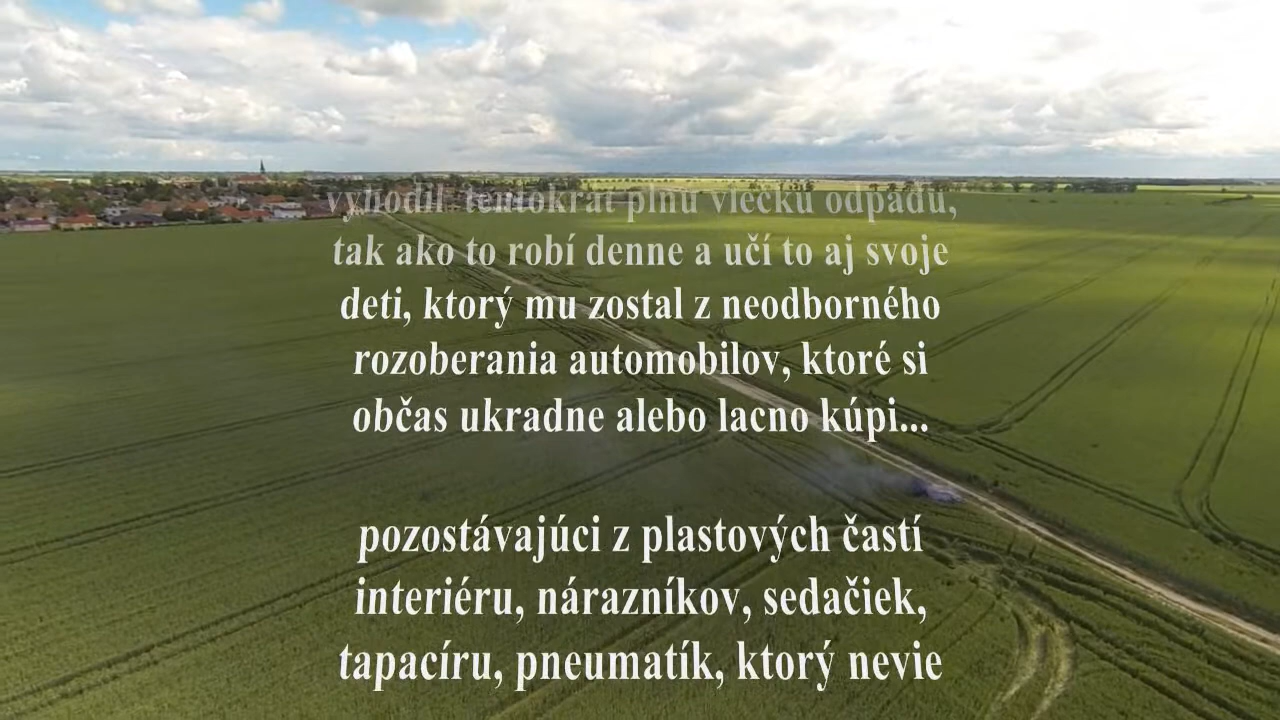 vyhodil tentokrát plnú vlečku odpadu,
tak ako to robí denne a učí to aj svoje
deti, ktorý mu zostal z neodborného
rozoberania automobilov, ktoré si
občas ukradne alebo lacno kúpi...
pozostávajúci z plastových častí
interiéru, nárazníkov, sedačiek,
tapacíru, pneumatík, ktorý nevie